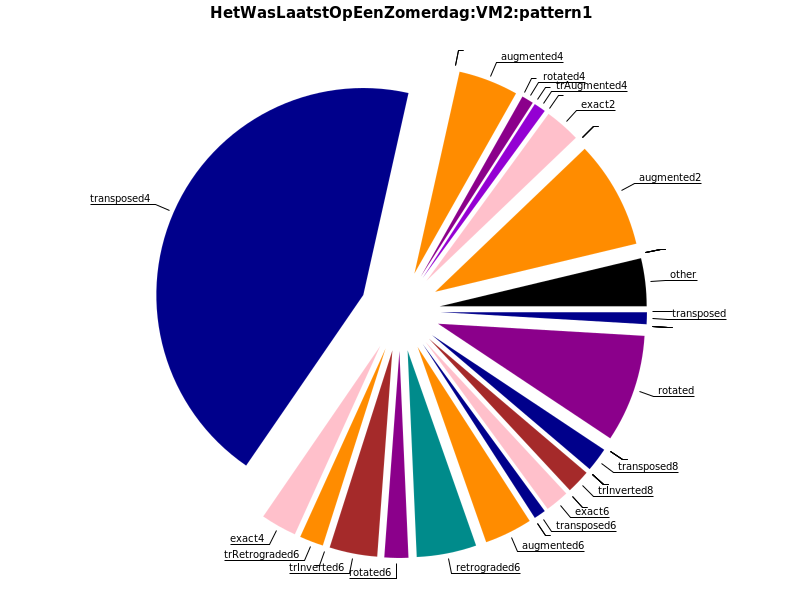 HetWasLaatstOpEenZomerdag:VM2:pattern1
augmented4
rotated4
trAugmented4
exact2
augmented2
transposed4
other
transposed
rotated
transposed8
trInverted8
exact6
transposed6
augmented6
retrograded6
rotated6
trInverted6
trRetrograded6
exact4